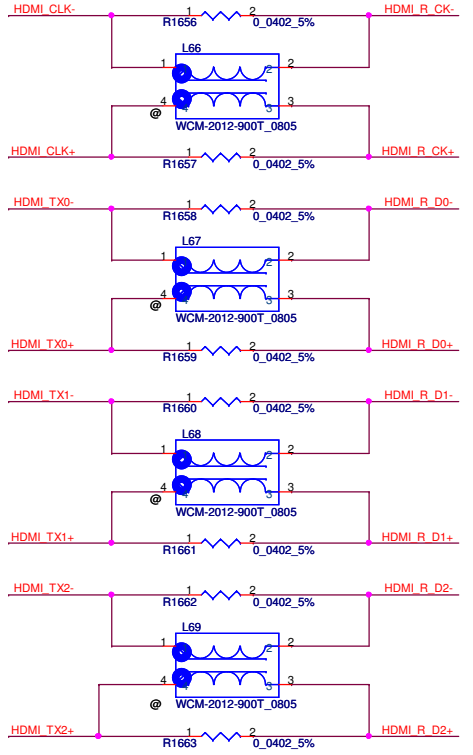 HDMI_CLK- 1 2 HDMI_R_CK-
R1656 0_0402_5%
L66
1 2 2
4 4 3 3
@
WCM-2012-900T_0805
HDMI_CLK+ 1 2 HDMI_R_CK+
R1657 0_0402_5%
HDMI_TX0- 1 2 HDMI_R_D0-
R1658 0_0402_5%
L67
1 2 2
4 4 3 3
@
WCM-2012-900T_0805
HDMI_TX0+ 1 2 HDMI_R_D0+
R1659 0_0402_5%
HDMI_TX1- 1 2 HDMI_R_D1-
R1660 0_0402_5%
L68
1 2 2
4 4 3 3
@
WCM-2012-900T_0805
HDMI_TX1+ 1 2 HDMI_R_D1+
R1661 0_0402_5%
HDMI_TX2- 1 2 HDMI_R_D2-
R1662 0_0402_5%
L69
1 2 2
4 4 3 3
@
WCM-2012-900T_0805
HDMI_TX2+ 1 2 HDMI_R_D2+
R1663 0_0402_5%